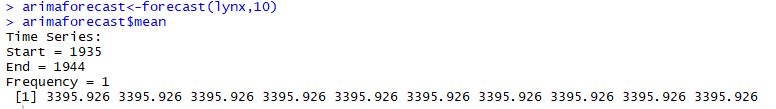 > arimaforecast<-forecast(lynx,10)
> arimaforecast$mean
Time Series:
Start = 1935
End = 1944
Frequency = 1
 [1] 3395.926 3395.926 3395.926 3395.926 3395.926 3395.926 3395.926 3395.926 3395.926 3395.926